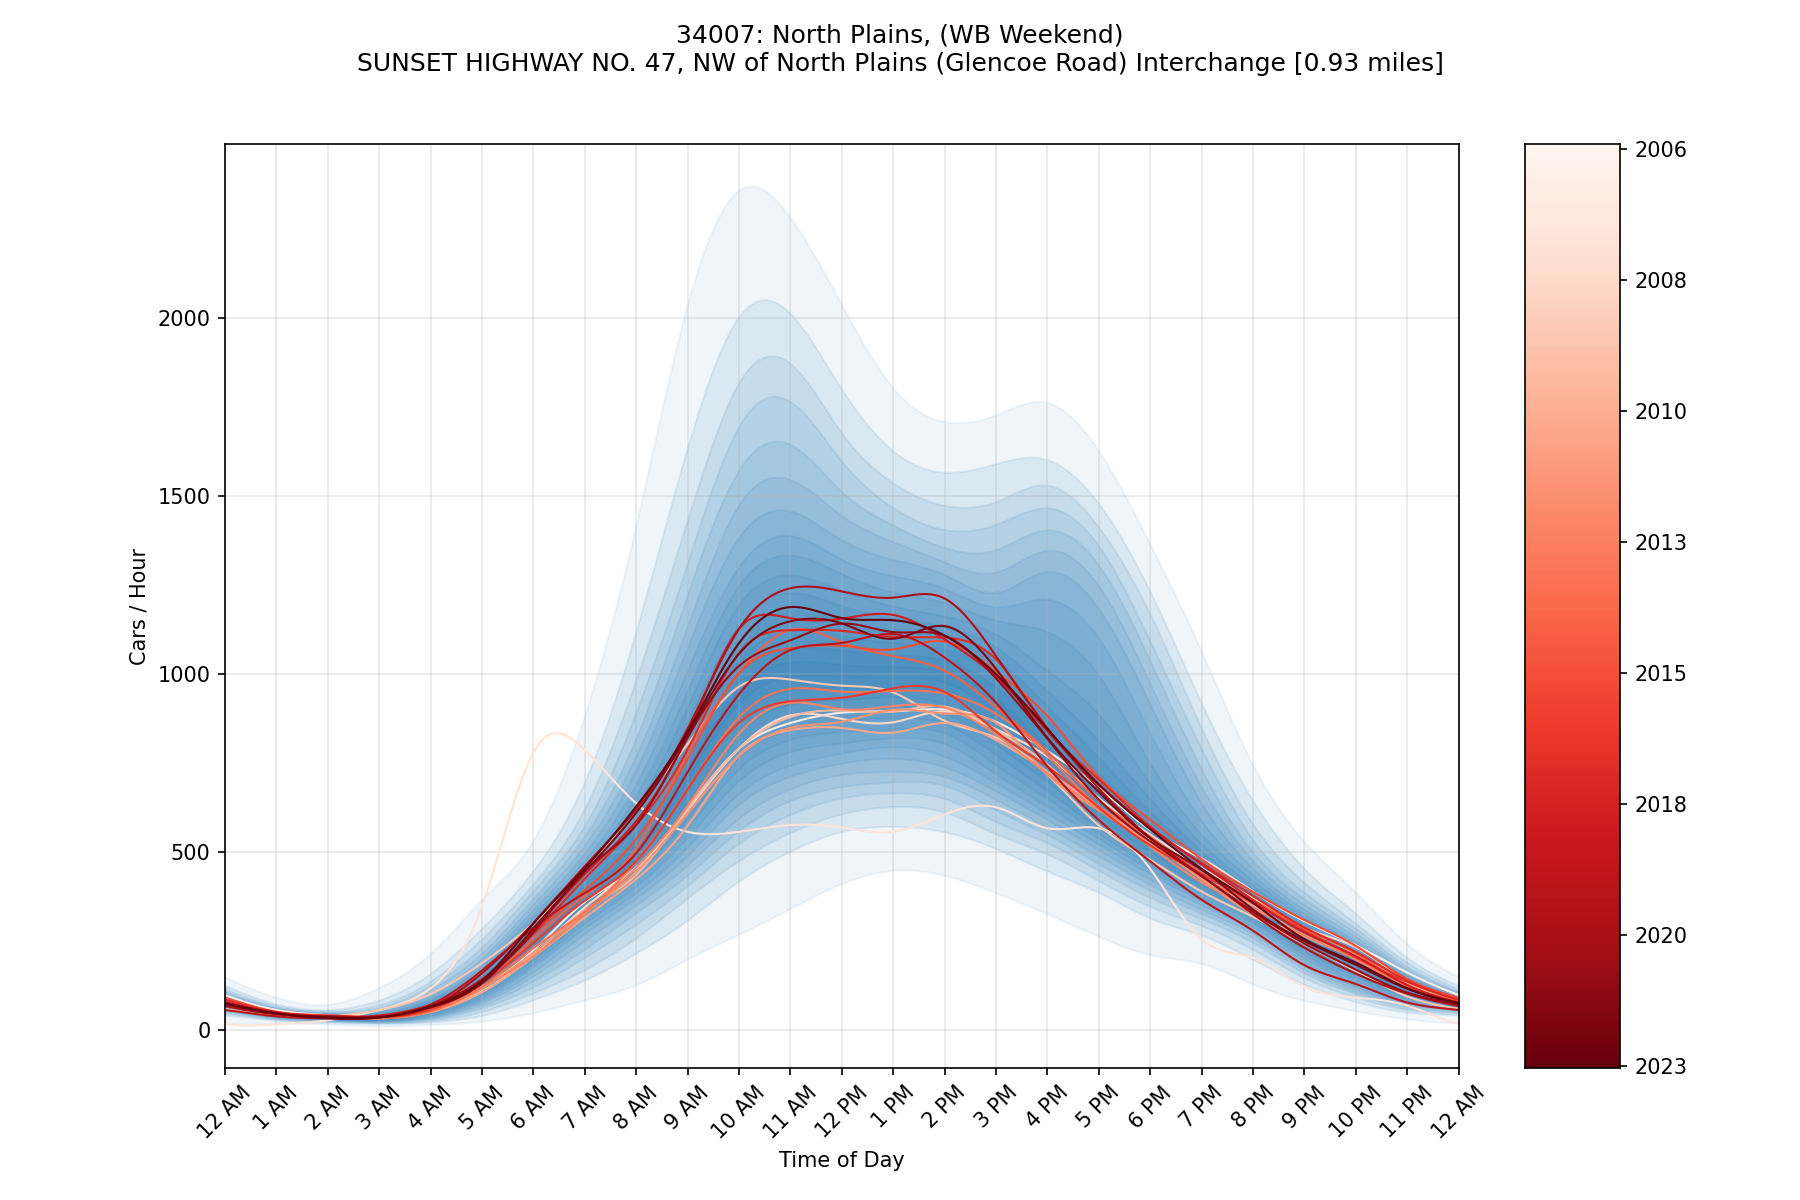 34007: North Plains, (WB Weekend)
SUNSET HIGHWAY NO. 47, NW of North Plains (Glencoe Road) Interchange [0.93 miles]
Cars / Hour
2000
1500
1000
500
0
12 AM
1 AM
2 AM
3 AM
4 AM
5 AM
6 AM
7 AM
8 AM
9 AM
10 AM
11 AM
12 PM
1 PM
2 PM
3 PM
4 PM
5 PM
6 PM
7 PM
8 PM
9 PM
10 PM
11 PM
12 AM
Time of Day
2006
2008
2010
2013
2015
2018
2020
2023